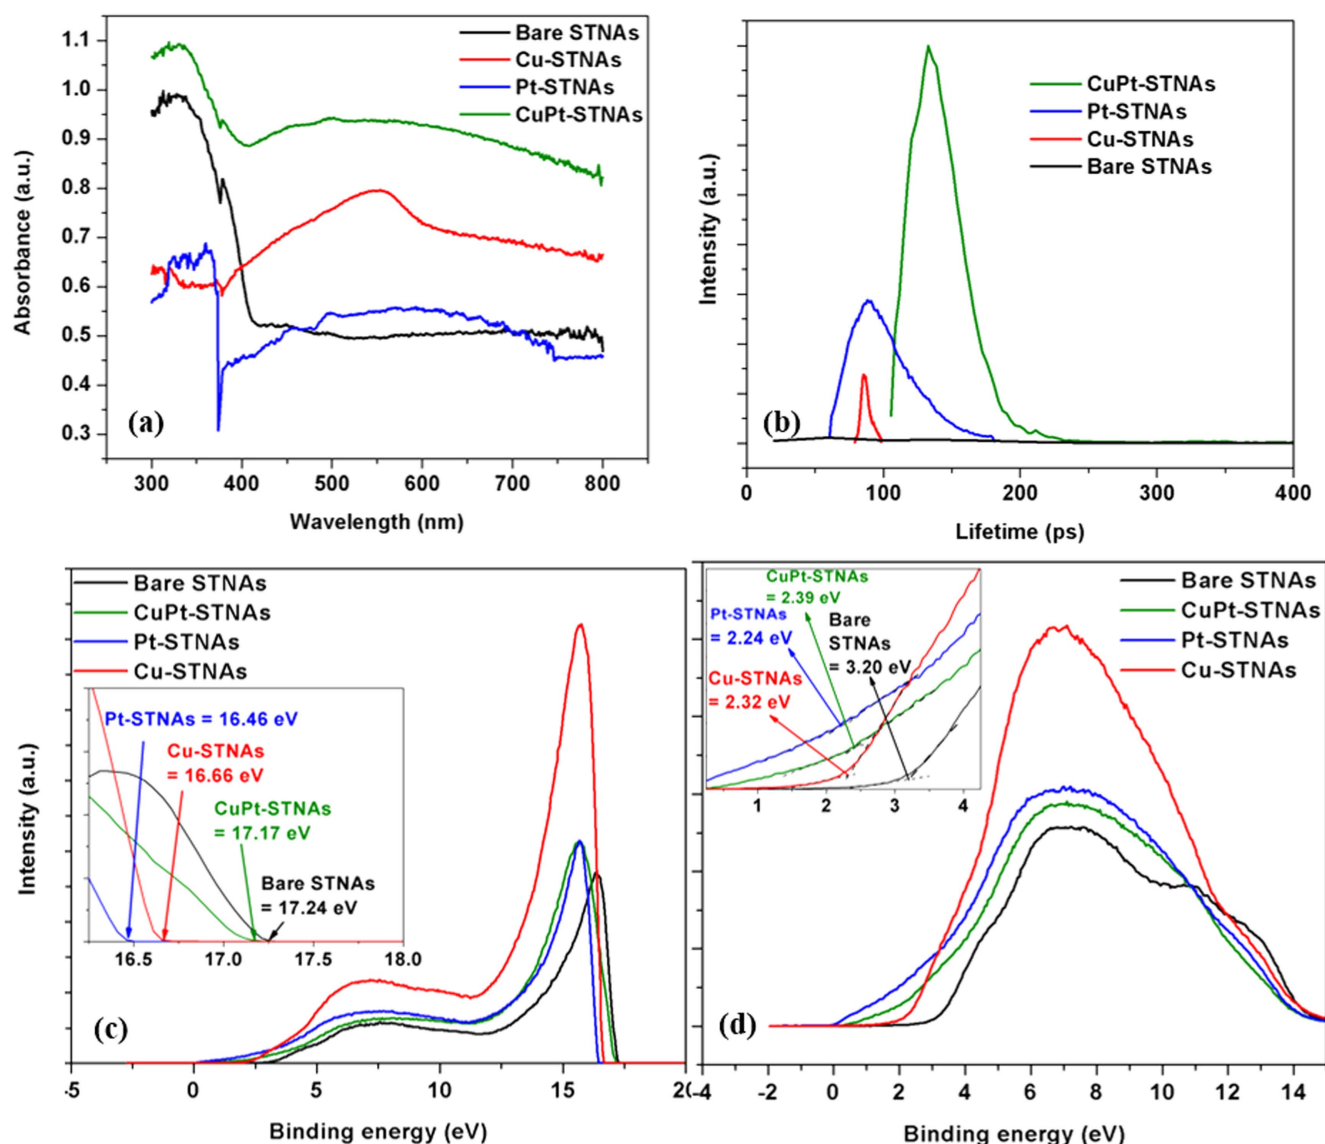 1.1
1.0
0.9
0.8
0.7
0.6
0.5
0.4
0.3
Absorbance (a.u.)
Bare STNAs
Cu-STNAs
Pt-STNAs
CuPt-STNAs
(a)
300 400 500 600 700 800
Wavelength (nm)
Intensity (a.u.)
CuPt-STNAs
Pt-STNAs
Cu-STNAs
Bare STNAs
(b)
0 100 200 300 400
Lifetime (ps)
Intensity (a.u.)
Bare STNAs
CuPt-STNAs
Pt-STNAs
Cu-STNAs
Pt-STNAs = 16.46 eV
Cu-STNAs
= 16.66 eV
CuPt-STNAs
= 17.17 eV
Bare STNAs
= 17.24 eV
16.5 17.0 17.5 18.0
(c)
-5 0 5 10 15 20
Binding energy (eV)
CuPt-STNAs
= 2.39 eV
Pt-STNAs
= 2.24 eV
Bare
STNAs
= 3.20 eV
Cu-STNAs
= 2.32 eV
1 2 3 4
Bare STNAs
CuPt-STNAs
Pt-STNAs
Cu-STNAs
(d)
-4 -2 0 2 4 6 8 10 12 14
Binding energy (eV)